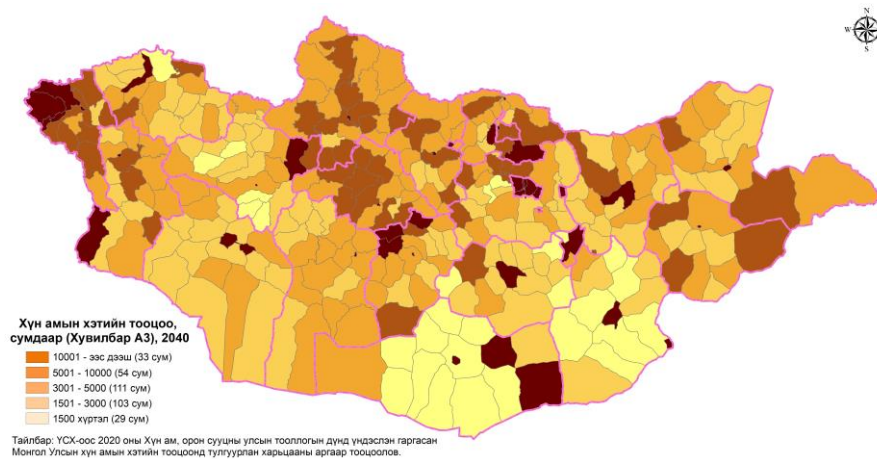 N
W E
S
Хүн амын хэтийн тооцоо,
сумдаар (Хувилбар А3), 2040
10001 - ээс дээш (33 сум)
5001 - 10000 (54 сум)
3001 - 5000 (111 сум)
1501 - 3000 (103 сум)
1500 хүртэл (29 сум)
Тайлбар: ҮСХ-оос 2020 оны Хүн ам, орон сууцны улсын тооллогын дүнд үндэслэн гаргасан
Монгол Улсын хүн амын хэтийн тооцоонд тулгуурлан харьцааны аргаар тооцоолов.